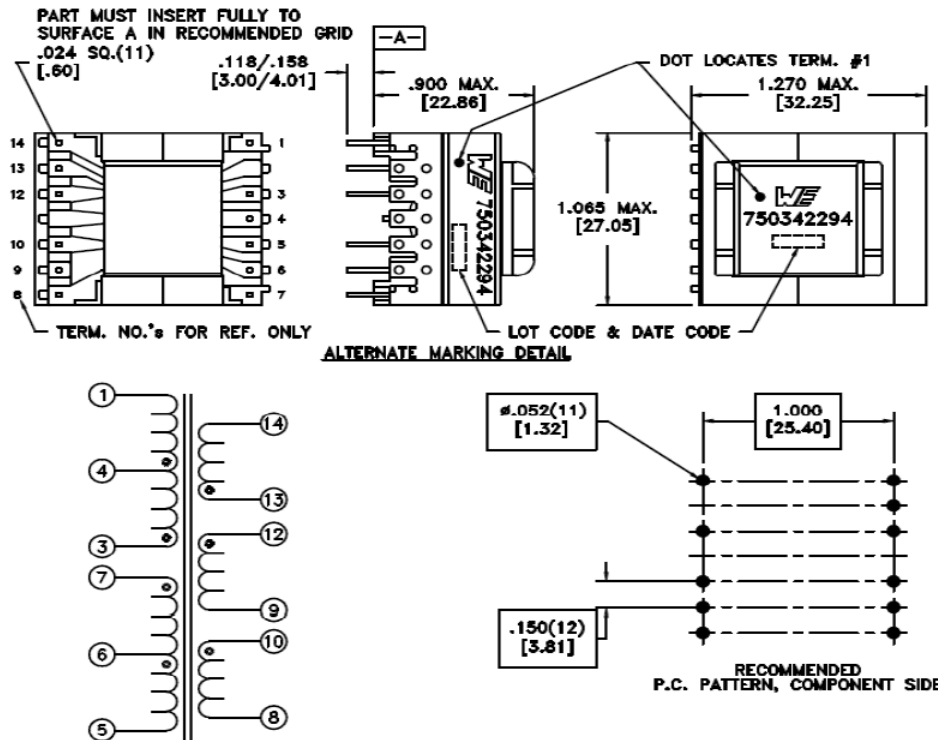 PART MUST INSERT FULLY TO
SURFACE A IN RECOMMENDED GRID
.024 SQ.(11)
[.60]
.118/.158
[3.00/4.01]
-A-
.900 MAX.
[22.86]
DOT LOCATES TERM. #1
1.270 MAX.
[32.25]
14
13
12
10
9
8
1
3
4
5
6
7
WE 750342294
1.065 MAX.
[27.05]
WE
750342294
TERM. NO.'s FOR REF. ONLY
LOT CODE & DATE CODE
ALTERNATE MARKING DETAIL
1
4
3
7
6
5
14
13
12
9
10
8
ø.052(11)
[1.32]
1.000
[25.40]
.150(12)
[3.81]
RECOMMENDED
P.C. PATTERN, COMPONENT SIDE